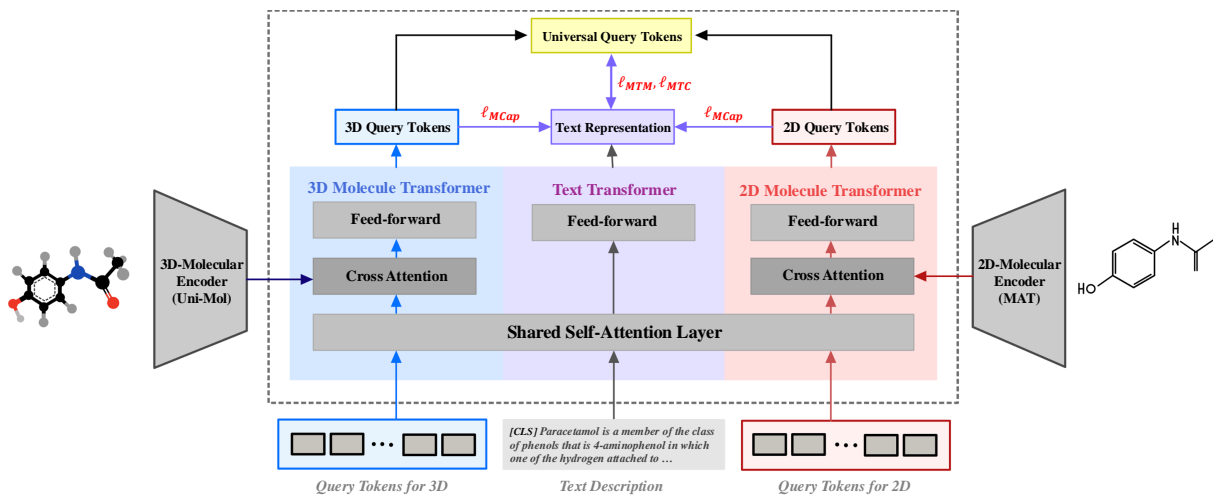 Universal Query Tokens
ℓMTM, ℓMTC
ℓMCap
ℓMCap
3D Query Tokens
Text Representation
2D Query Tokens
3D Molecule Transformer
Text Transformer
2D Molecule Transformer
Feed-forward
Feed-forward
Feed-forward
Cross Attention
Cross Attention
Shared Self-Attention Layer
3D-Molecular
Encoder
(Uni-Mol)
2D-Molecular
Encoder
(MAT)
H
N
HO
[CLS] Paracetamol is a member of the class
of phenols that is 4-aminophenol in which
one of the hydrogen attached to …
Query Tokens for 3D
Text Description
Query Tokens for 2D